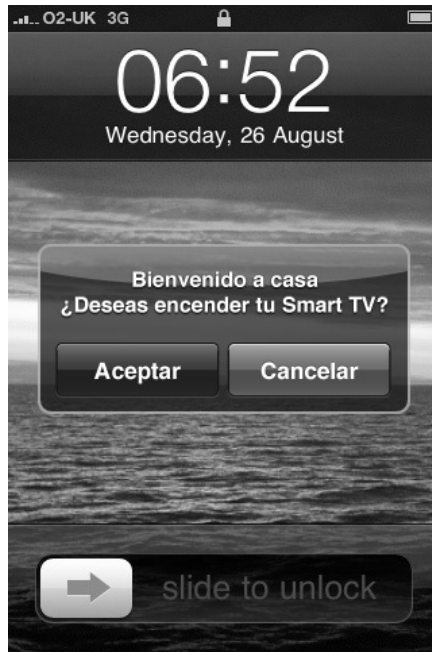 O2-UK 3G
06:52
Wednesday, 26 August
Bienvenido a casa
¿Deseas encender tu Smart TV?
Aceptar Cancelar
slide to unlock